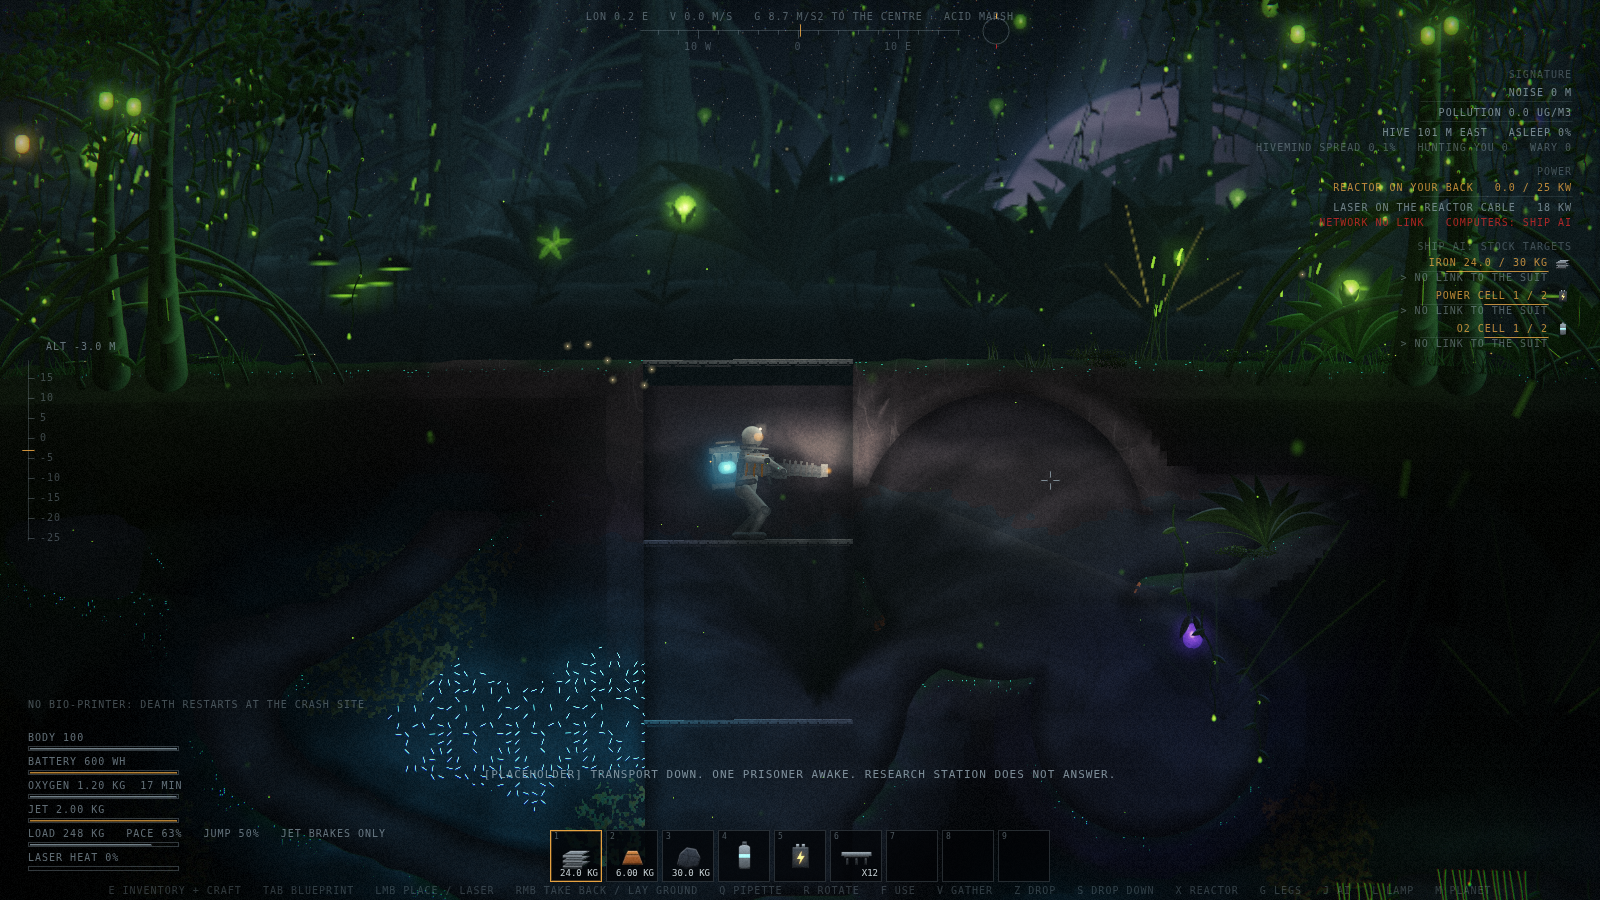 LON 0.2 E V 0.0 M/S G 8.7 M/S2 TO THE CENTRE · ACID MARSH
10 W 0 10 E
SIGNATURE
NOISE 0 M
POLLUTION 0.0 UG/M3
HIVE 101 M EAST ASLEEP 0%
HIVEMIND SPREAD 0.1% HUNTING YOU 0 WARY 0
POWER
REACTOR ON YOUR BACK 0.0 / 25 KW
LASER ON THE REACTOR CABLE 18 KW
NETWORK NO LINK COMPUTERS: SHIP AI
SHIP AI: STOCK TARGETS
IRON 24.0 / 30 KG
> NO LINK TO THE SUIT
POWER CELL 1 / 2
> NO LINK TO THE SUIT
O2 CELL 1 / 2
> NO LINK TO THE SUIT
ALT -3.0 M
15
10
5
0
-5
-10
-15
-20
-25
NO BIO-PRINTER: DEATH RESTARTS AT THE CRASH SITE
BODY 100
BATTERY 600 WH
OXYGEN 1.20 KG 17 MIN
JET 2.00 KG
LOAD 248 KG PACE 63% JUMP 50% JET BRAKES ONLY
LASER HEAT 0%
[PLACEHOLDER] TRANSPORT DOWN. ONE PRISONER AWAKE. RESEARCH STATION DOES NOT ANSWER.
1 2 3 4 5 6 7 8 9
24.0 KG 6.00 KG 30.0 KG X12
E INVENTORY + CRAFT TAB BLUEPRINT LMB PLACE / LASER RMB TAKE BACK / LAY GROUND Q PIPETTE R ROTATE F USE V GATHER Z DROP S DROP DOWN X REACTOR G LEGS J AI L LAMP M PLANET